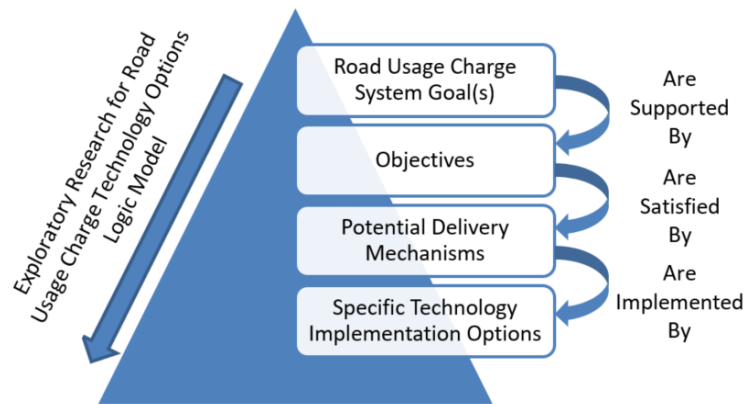 Exploratory Research for Road
Usage Charge Technology Options
Logic Model
Road Usage Charge
System Goal(s)
Are
Supported
By
Objectives
Are
Satisfied
By
Potential Delivery
Mechanisms
Are
Implemented
By
Specific Technology
Implementation Options